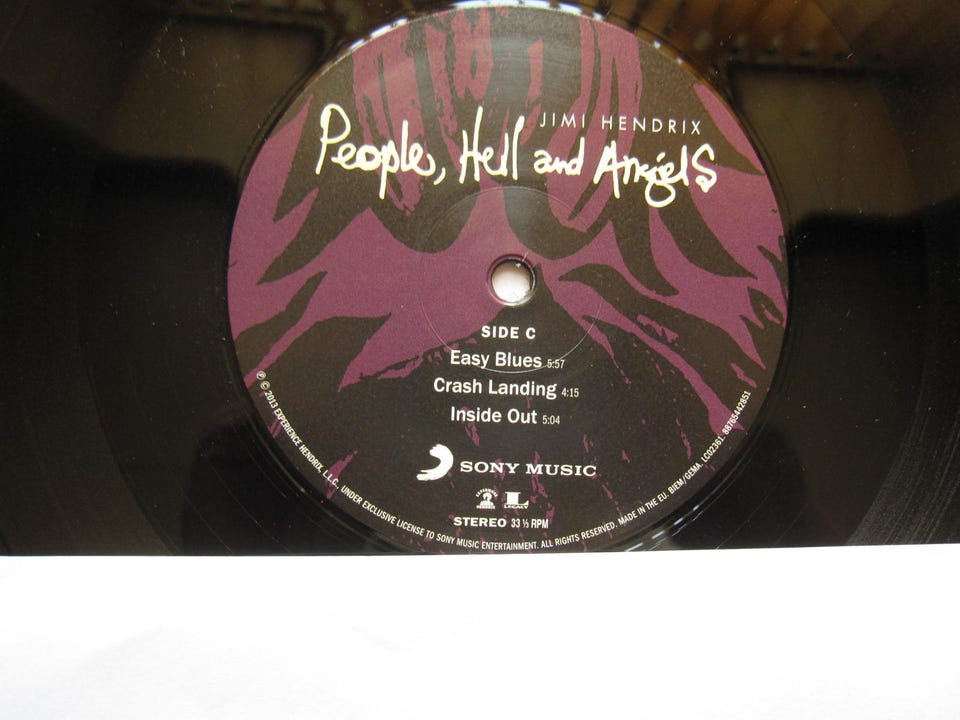 JIMI HENDRIX
People, Hell and Angels
SIDE C
Easy Blues 5:57
Crash Landing 4:15
Inside Out 5:04
SONY MUSIC
LEGACY
STEREO 33 ⅓ RPM
℗ © 2013 EXPERIENCE HENDRIX, L.L.C., UNDER EXCLUSIVE LICENSE TO SONY MUSIC ENTERTAINMENT. ALL RIGHTS RESERVED. MADE IN THE EU. BIEM/GEMA. LC02361. 88765442851